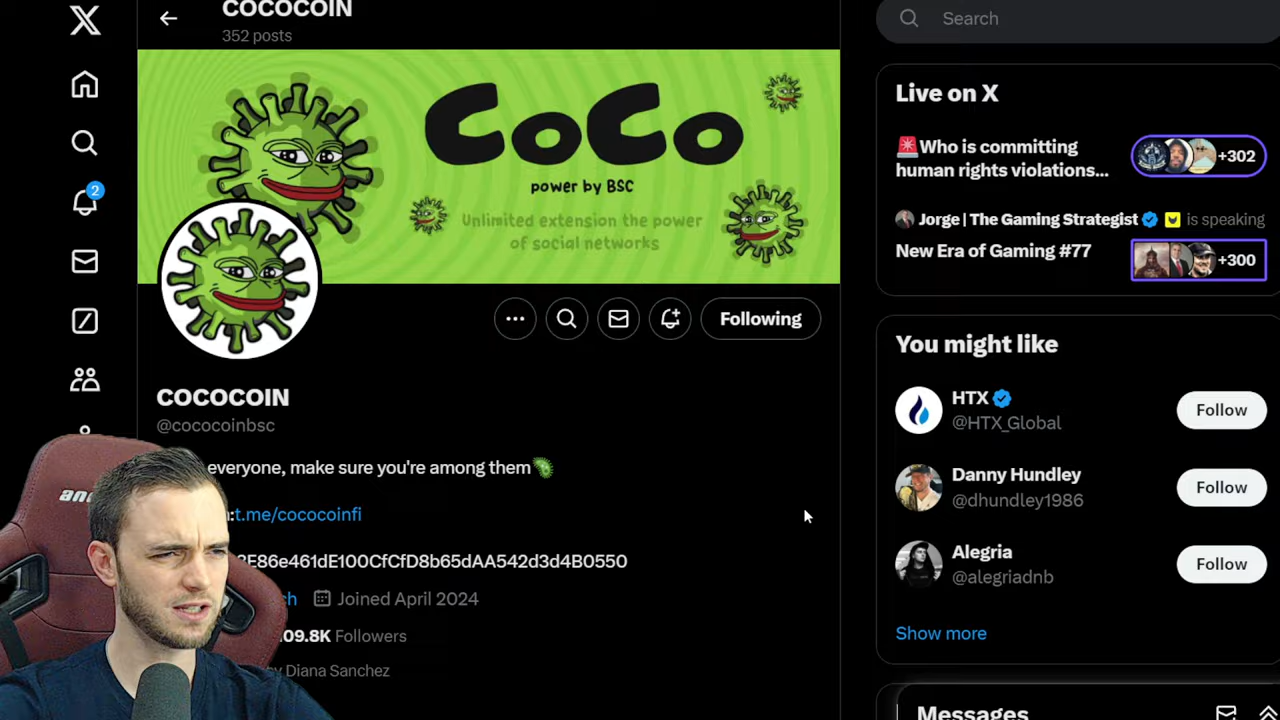 COCOCOIN
352 posts
Search
CoCo
power by BSC
Unlimited extension the power
of social networks
Live on X
🚨Who is committing
human rights violations...
+302
Jorge | The Gaming Strategist is speaking
New Era of Gaming #77
+300
2
Following
You might like
HTX
@HTX_Global
Follow
COCOCOIN
@cococoinbsc
Danny Hundley
@dhundley1986
Follow
everyone, make sure you're among them🦠
t.me/cococoinfi
Alegria
@alegriadnb
Follow
E86e461dE100CfCfD8b65dAA542d3d4B0550
Joined April 2024
09.8K Followers
Diana Sanchez
Show more
Messages